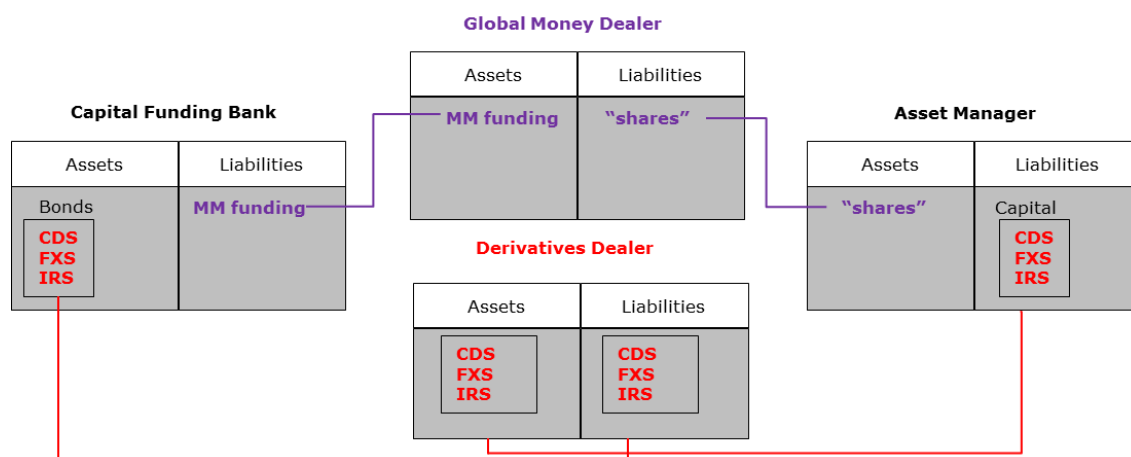 Global Money Dealer
Assets
Liabilities
MM funding
“shares”
Capital Funding Bank
Assets
Liabilities
Bonds
CDS
FXS
IRS
MM funding
Asset Manager
Assets
Liabilities
“shares”
Capital
CDS
FXS
IRS
Derivatives Dealer
Assets
Liabilities
CDS
FXS
IRS
CDS
FXS
IRS